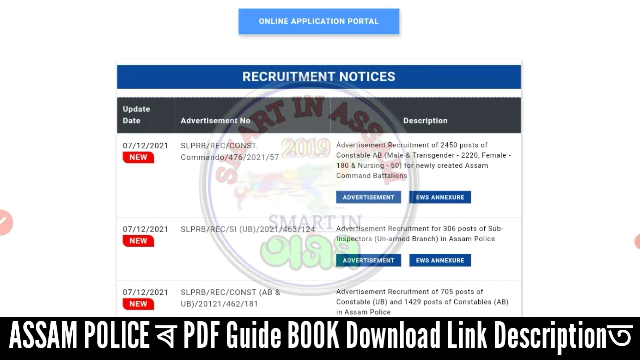 ONLINE APPLICATION PORTAL
RECRUITMENT NOTICES
Update Date
Advertisement No
Description
07/12/2021
NEW
SLPRB/REC/CONST.
Commando/476/2021/57
Advertisement Recruitment of 2450 posts of
Constable AB (Male & Transgender - 2220, Female -
180 & Nursing - 50) for newly created Assam
Command Battalions
ADVERTISEMENT
EWS ANNEXURE
07/12/2021
NEW
SLPRB/REC/SI (UB)/2021/463/124
Advertisement Recruitment for 306 posts of Sub-
Inspectors (Un-armed Branch) in Assam Police
ADVERTISEMENT
EWS ANNEXURE
07/12/2021
NEW
SLPRB/REC/CONST (AB &
UB)/20121/462/181
Advertisement Recruitment of 705 posts of
Constable (UB) and 1429 posts of Constables (AB)
in Assam Police
SMART IN ASSAM
2019
SMART IN
অসম
ASSAM POLICE ৰ PDF Guide BOOK Download Link Descriptionত